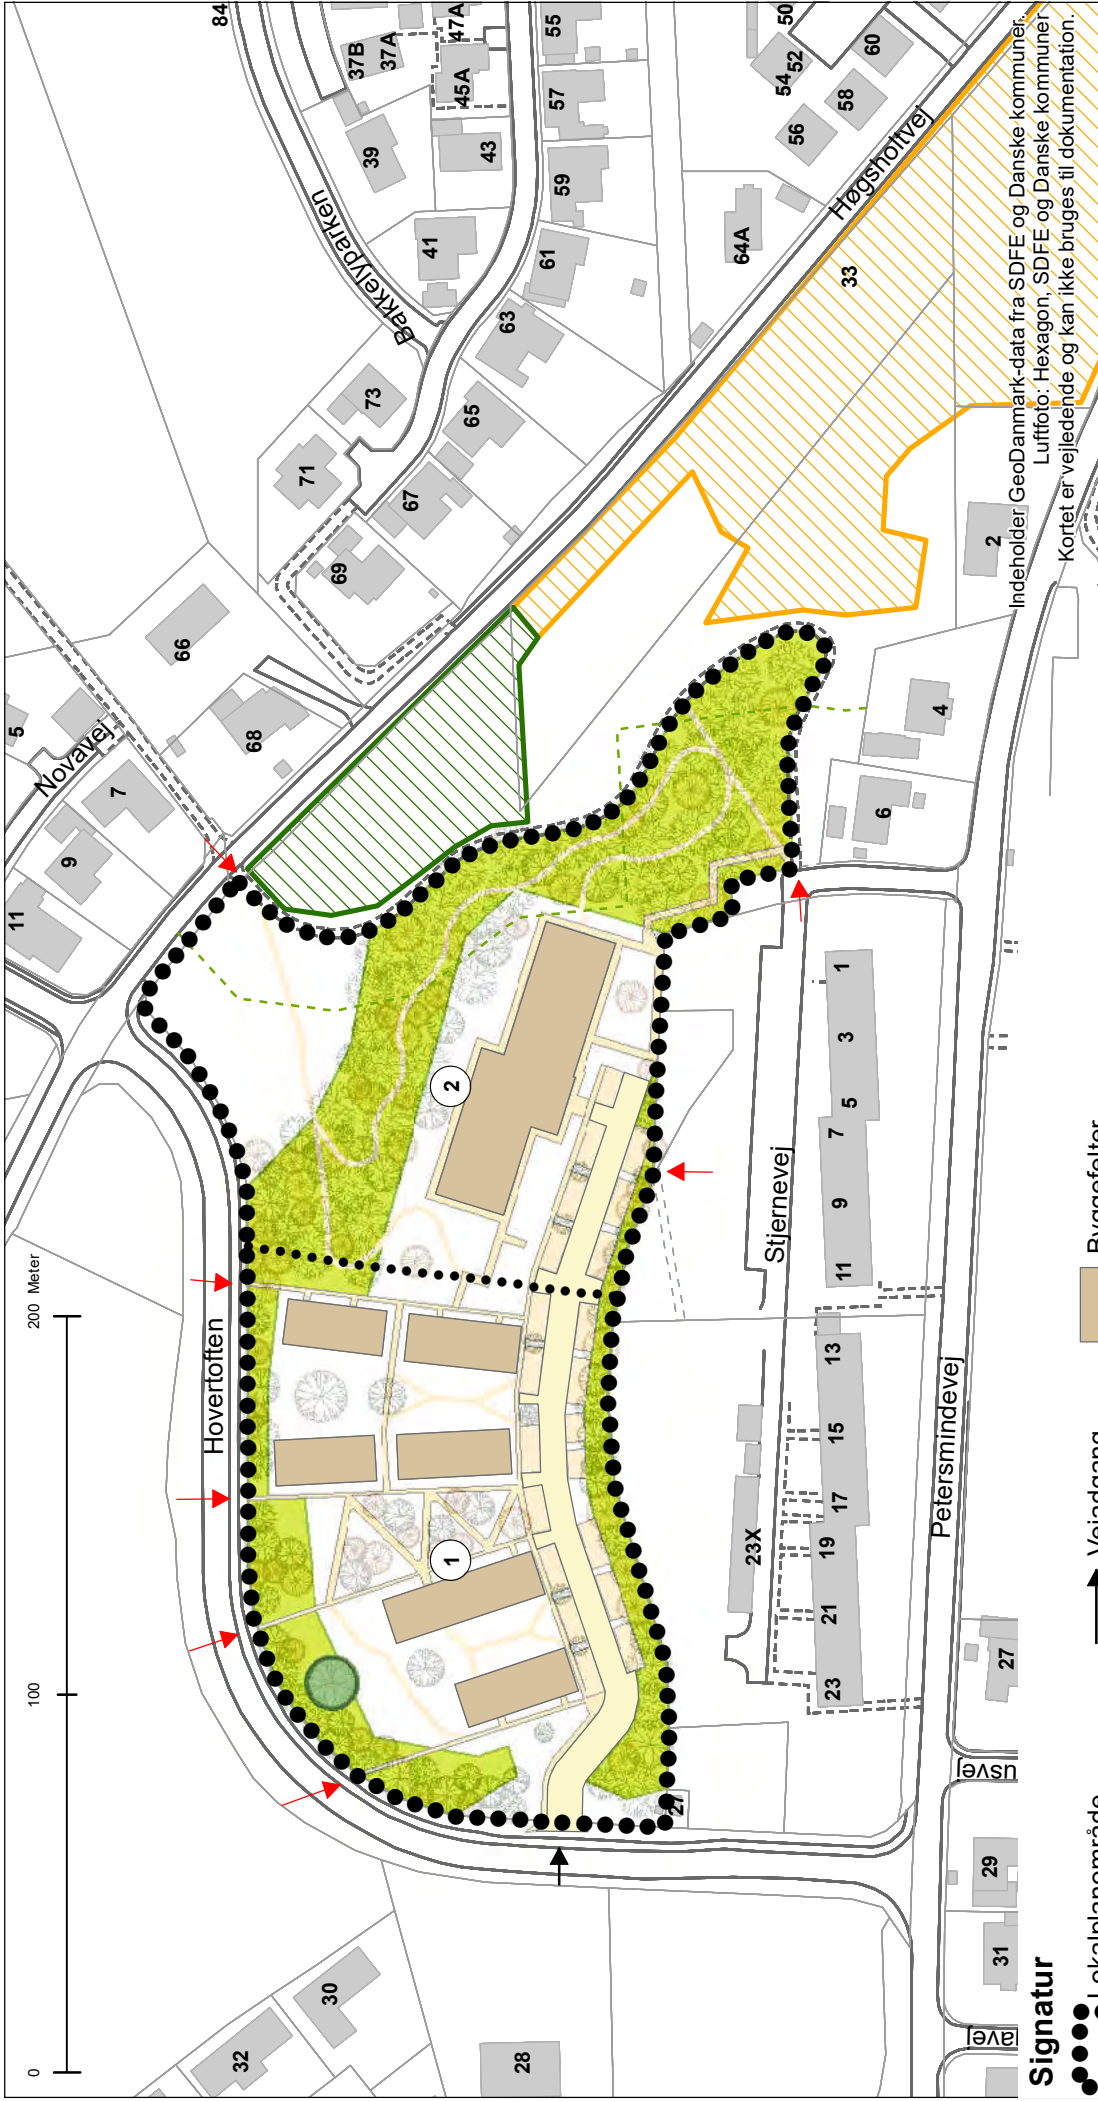 0
100
200 Meter
84
37B
37A
47A
45A
39
43
41
55
57
59
61
63
65
67
69
71
73
50
52
54
56
58
60
64A
33
66
68
5
7
9
11
Novavej
Bakkelyparken
Høgsholtvej
Hovertoften
Stjernevej
Petersmindevej
1
2
2
4
6
1
3
5
7
9
11
13
15
17
19
21
23
23X
27
27
29
31
28
30
32
usvej
Indeholder GeoDanmark-data fra SDFE og Danske kommuner.
Luftfoto: Hexagon, SDFE og Danske Kommuner
Kortet er vejledende og kan ikke bruges til dokumentation.
Signatur
Lokalplanområde
Vejadgang
Byggefelter